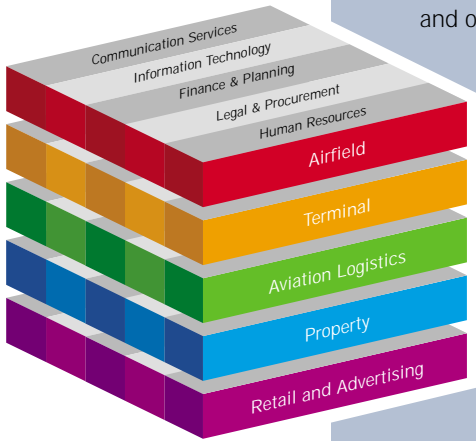 and o
Communication Services
Information Technology
Finance & Planning
Legal & Procurement
Human Resources
Airfield
Terminal
Aviation Logistics
Property
Retail and Advertising